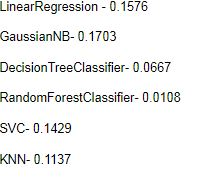 LinearRegression - 0.1576
GaussianNB- 0.1703
DecisionTreeClassifier- 0.0667
RandomForestClassifier- 0.0108
SVC- 0.1429
KNN- 0.1137